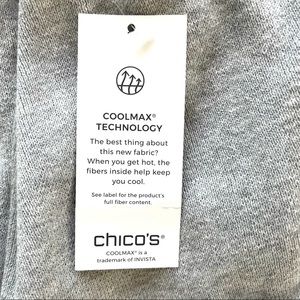 COOLMAX®
TECHNOLOGY
The best thing about
this new fabric?
When you get hot, the
fibers inside help keep
you cool.
See label for the product's
full fiber content.
chico's®
COOLMAX® is a
trademark of INVISTA